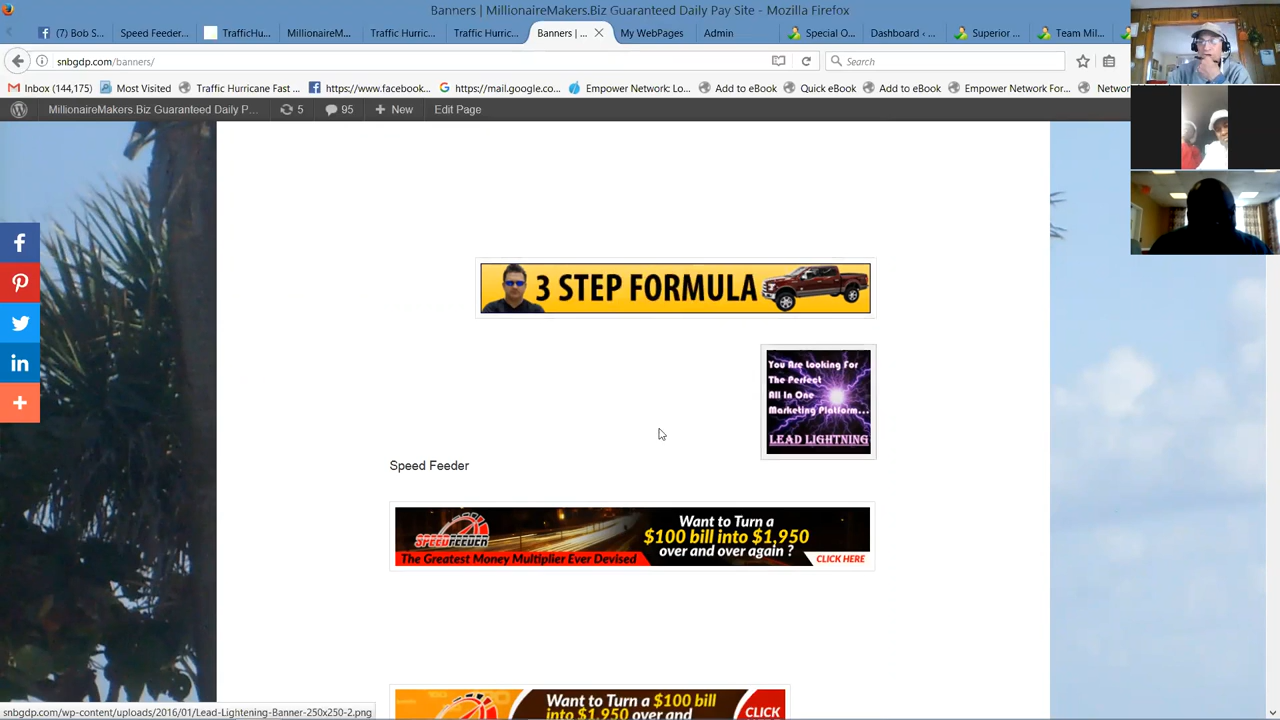 Banners | MillionaireMakers.Biz Guaranteed Daily Pay Site - Mozilla Firefox
(7) Bob S... Speed Feeder... TrafficHu... MillionaireM... Traffic Hurric... Traffic Hurric... Banners | ... My WebPages Admin Special O... Dashboard ‹ ... Superior ... Team Mil...
snbgdp.com/banners/ Search
Inbox (144,175) Most Visited Traffic Hurricane Fast ... https://www.facebook... https://mail.google.co... Empower Network: Lo... Add to eBook Quick eBook Add to eBook Empower Network For... Networ
MillionaireMakers.Biz Guaranteed Daily P... 5 95 + New Edit Page
3 STEP FORMULA
You Are Looking For
The Perfect
All In One
Marketing Platform...
LEAD LIGHTNING
Speed Feeder
SPEEDFEEDER
The Greatest Money Multiplier Ever Devised
Want to Turn a
$100 bill into $1,950
over and over again ?
CLICK HERE
Want to Turn a $100 bill
into $1,950 over and
CLICK
snbgdp.com/wp-content/uploads/2016/01/Lead-Lightening-Banner-250x250-2.png